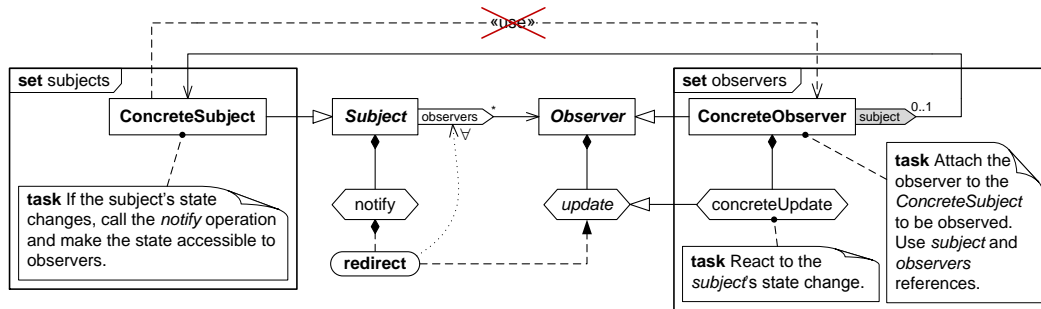 «use»
set subjects
set observers
ConcreteSubject
Subject
observers
*
∀
Observer
ConcreteObserver
subject
0..1
task If the subject's state
changes, call the notify operation
and make the state accessible to
observers.
notify
update
concreteUpdate
redirect
task React to the
subject's state change.
task Attach the
observer to the
ConcreteSubject
to be observed.
Use subject and
observers
references.